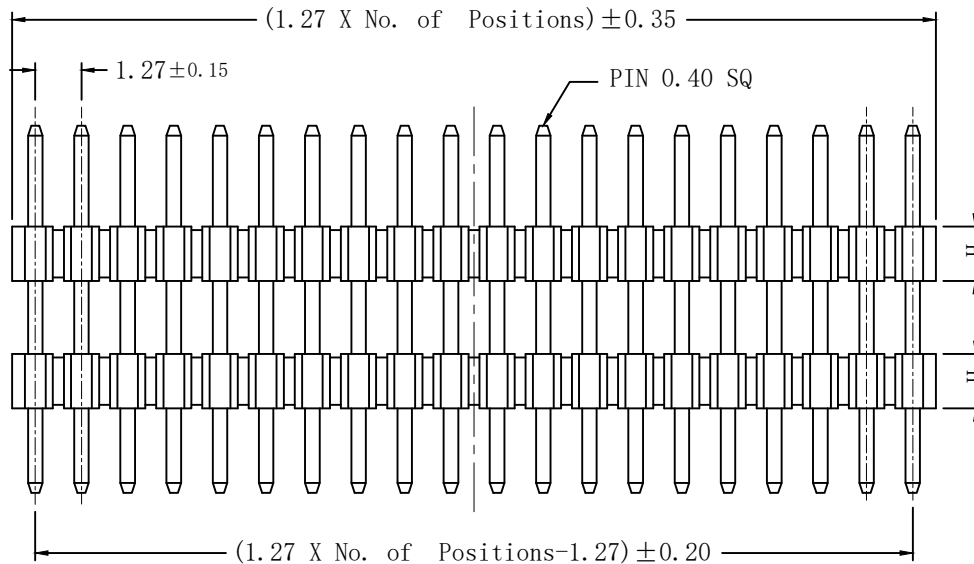 (1.27 X No. of Positions)±0.35
1.27±0.15
PIN 0.40 SQ
H
H
(1.27 X No. of Positions-1.27)±0.20